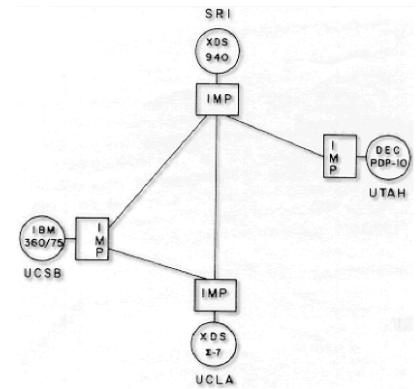 SRI
XDS
940
IMP
IMP
DEC
PDP-10
UTAH
IBM
360/75
IMP
UCSB
IMP
XDS
Σ-7
UCLA